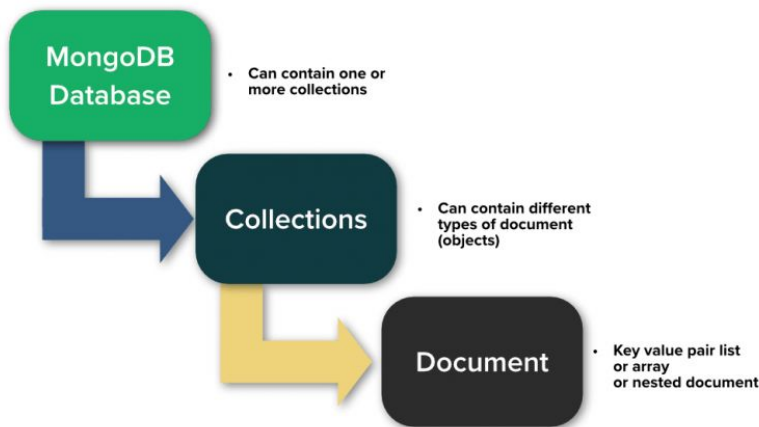 MongoDB
Database
• Can contain one or
more collections
Collections
• Can contain different
types of document
(objects)
Document
• Key value pair list
or array
or nested document